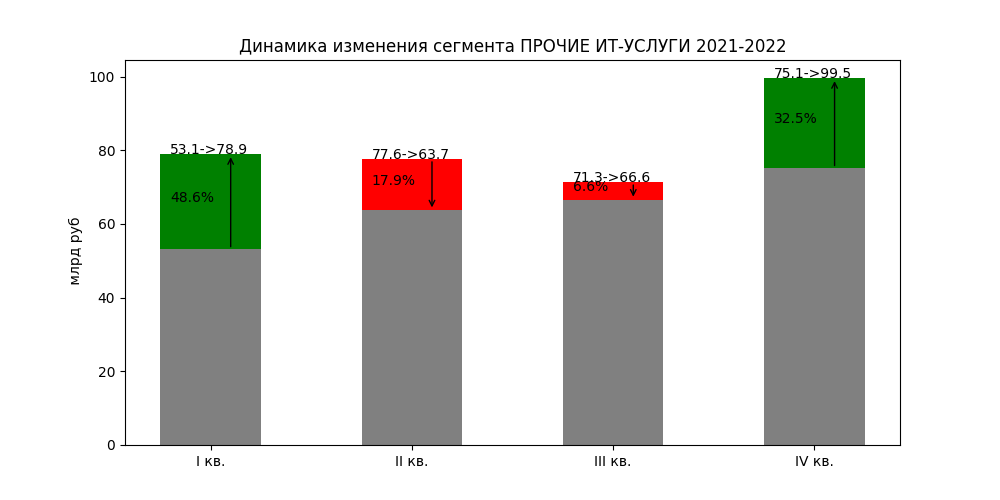 Динамика изменения сегмента ПРОЧИЕ ИТ-УСЛУГИ 2021-2022
млрд руб
100
80
60
40
20
0
53.1->78.9
48.6%
77.6->63.7
17.9%
71.3->66.6
6.6%
75.1->99.5
32.5%
I кв.
II кв.
III кв.
IV кв.